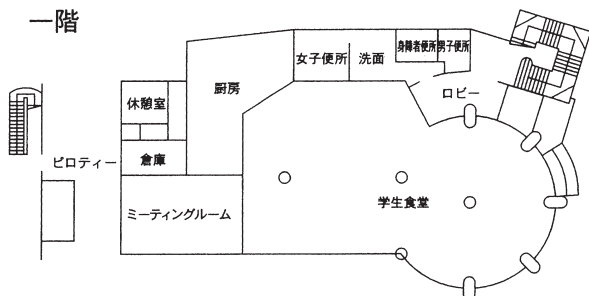 一階
女子便所
洗面
身障者便所
男子便所
厨房
休憩室
ロビー
ピロティー
倉庫
学生食堂
ミーティングルーム